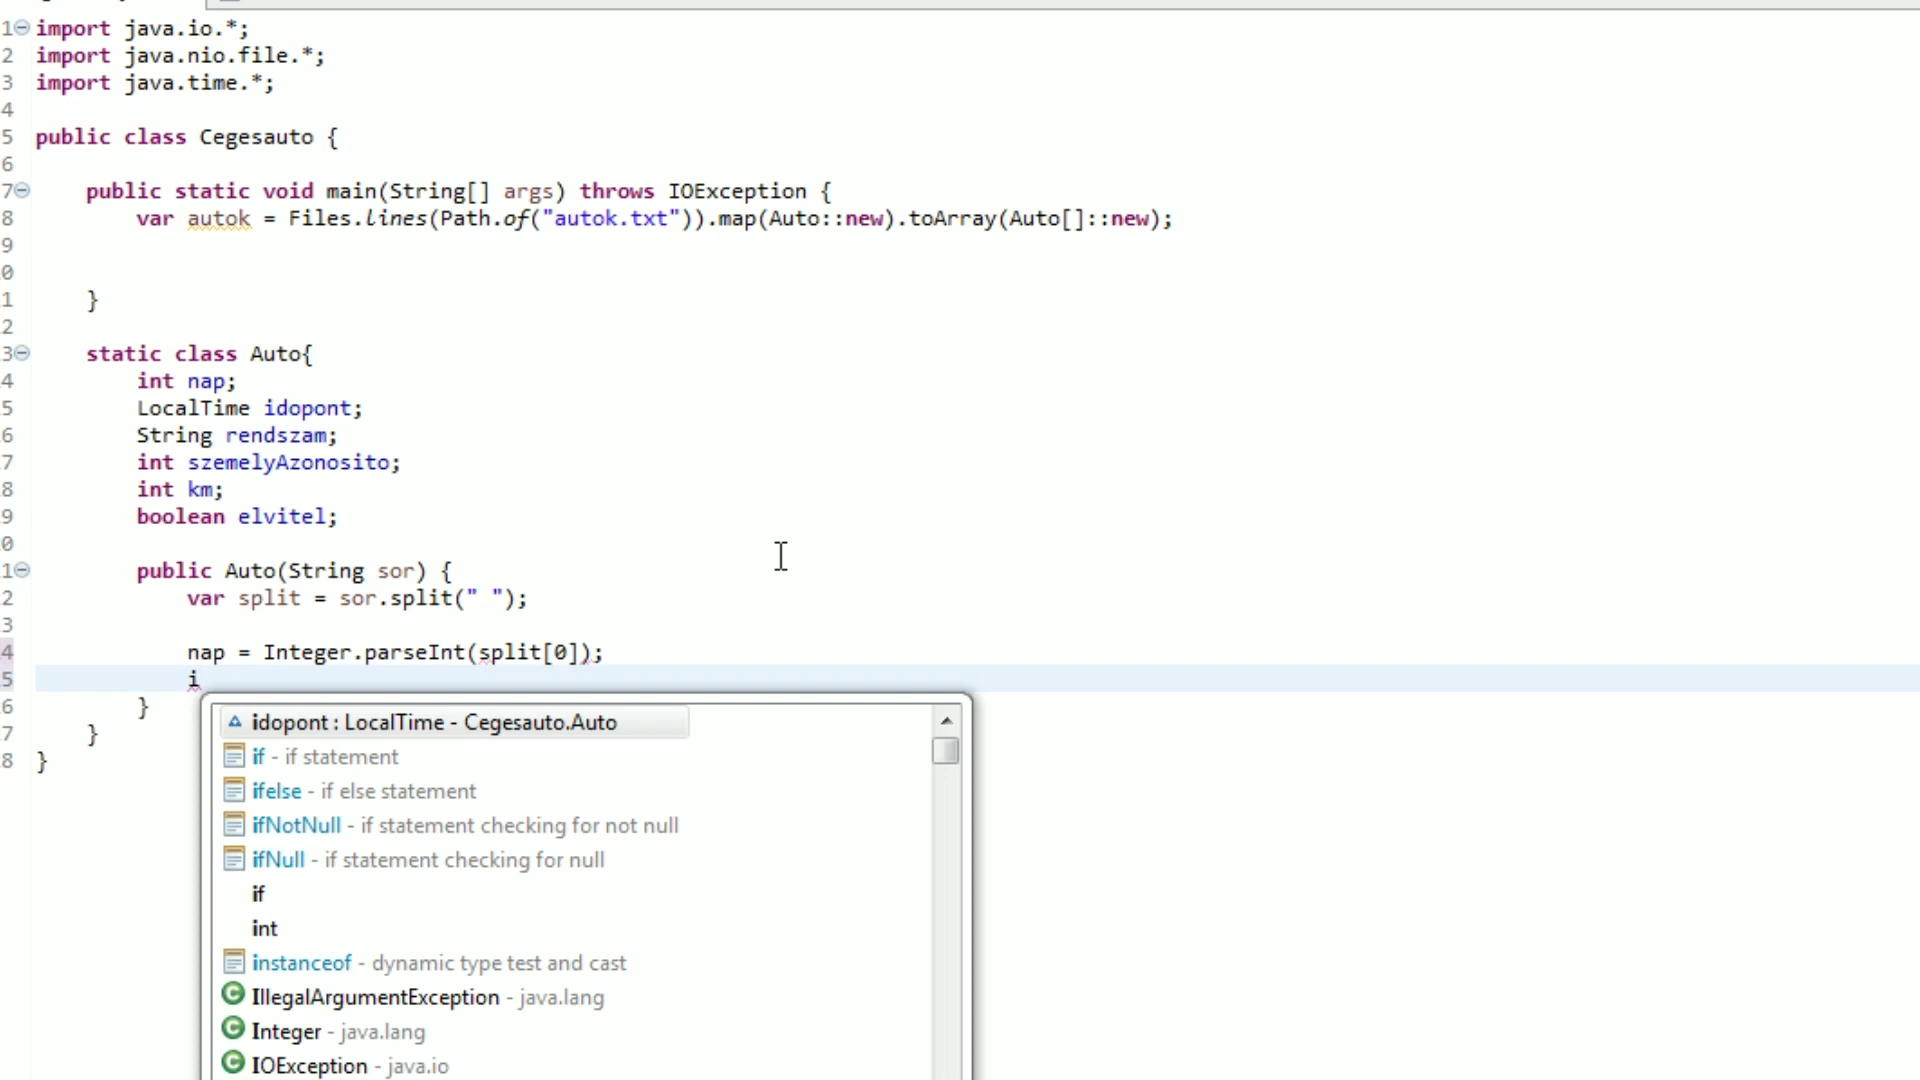 1 import java.io.*;
2 import java.nio.file.*;
3 import java.time.*;
4
5 public class Cegesauto {
6
7 public static void main(String[] args) throws IOException {
8 var autok = Files.lines(Path.of("autok.txt")).map(Auto::new).toArray(Auto[]::new);
9
0
1 }
2
3 static class Auto{
4 int nap;
5 LocalTime idopont;
6 String rendszam;
7 int szemelyAzonosito;
8 int km;
9 boolean elvitel;
0
1 public Auto(String sor) {
2 var split = sor.split(" ");
3
4 nap = Integer.parseInt(split[0]);
5 i
6 }
7 }
8 }
idopont : LocalTime - Cegesauto.Auto
if - if statement
ifelse - if else statement
ifNotNull - if statement checking for not null
ifNull - if statement checking for null
if
int
instanceof - dynamic type test and cast
IllegalArgumentException - java.lang
Integer - java.lang
IOException - java.io